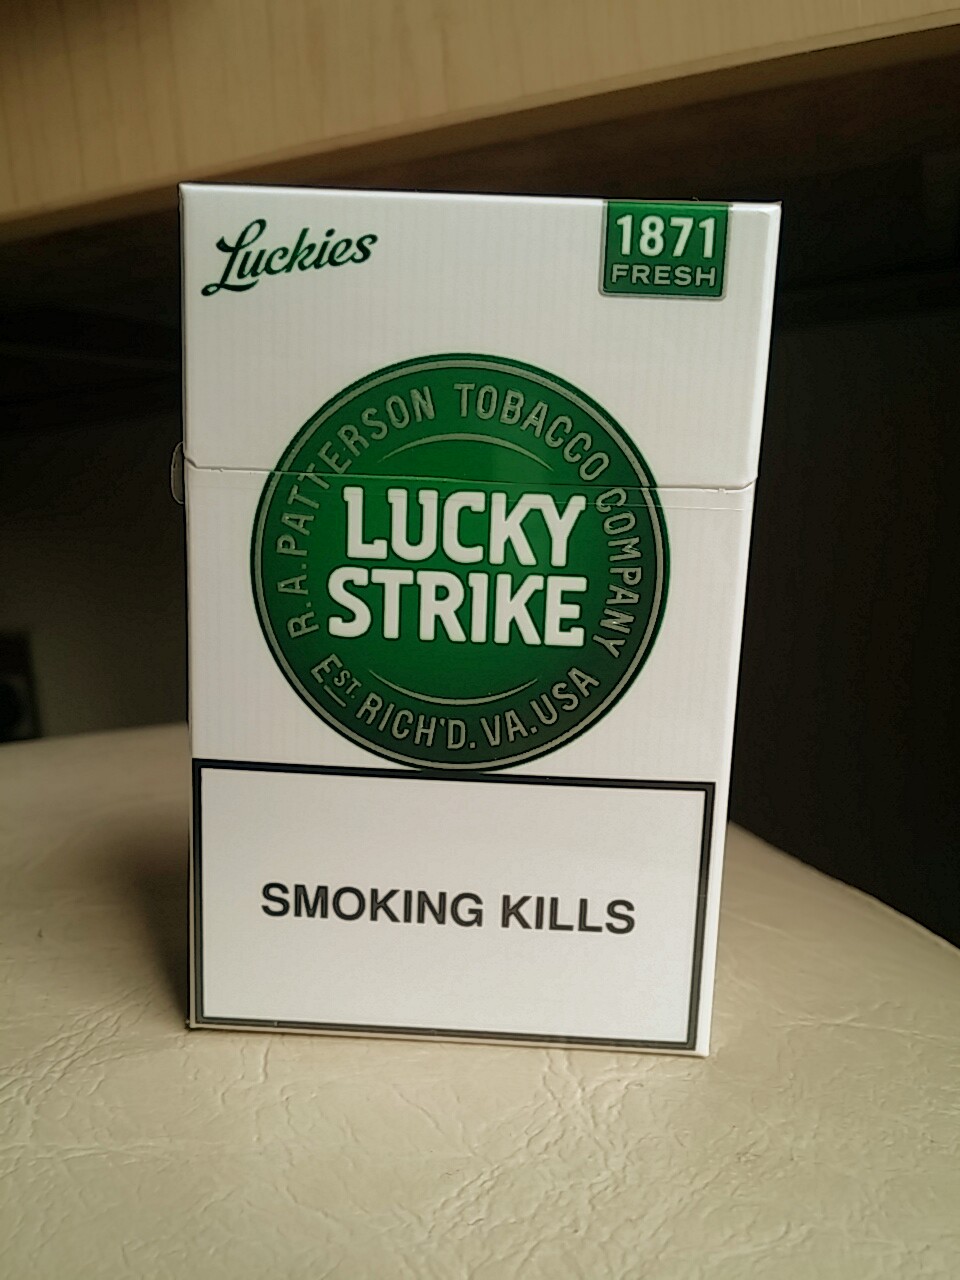 Luckies
1871
FRESH
R.A.PATTERSON TOBACCO COMPANY
LUCKY
STRIKE
EST. RICH'D. VA. USA
SMOKING KILLS